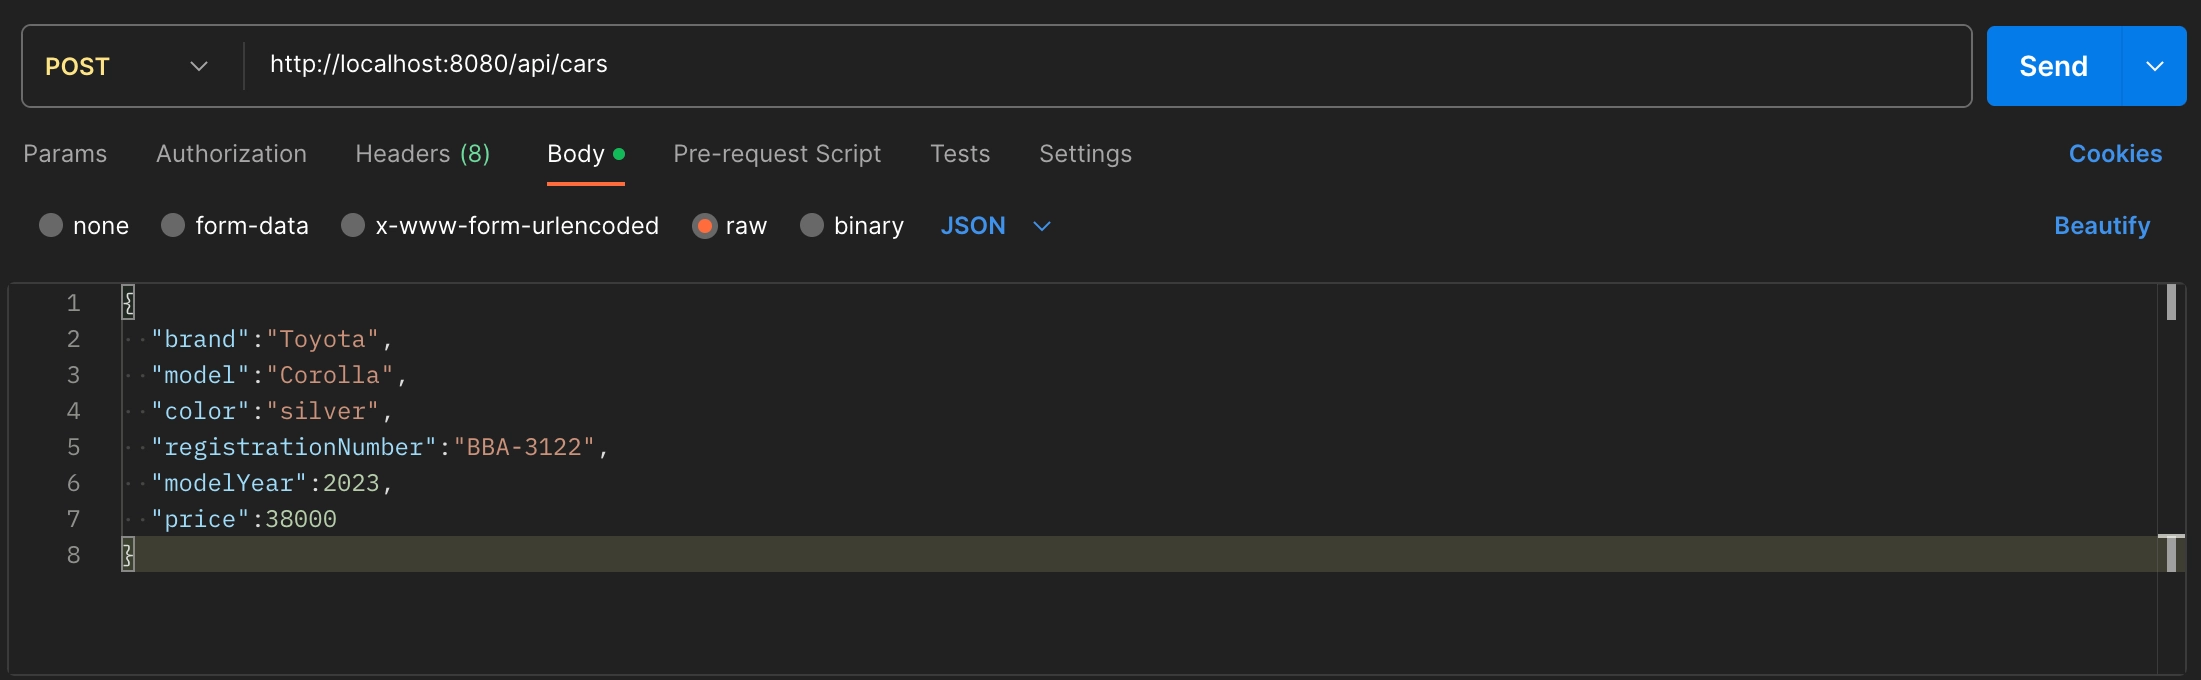 POST http://localhost:8080/api/cars Send
Params Authorization Headers (8) Body Pre-request Script Tests Settings Cookies
none form-data x-www-form-urlencoded raw binary JSON Beautify
1 {
2 "brand":"Toyota",
3 "model":"Corolla",
4 "color":"silver",
5 "registrationNumber":"BBA-3122",
6 "modelYear":2023,
7 "price":38000
8 }